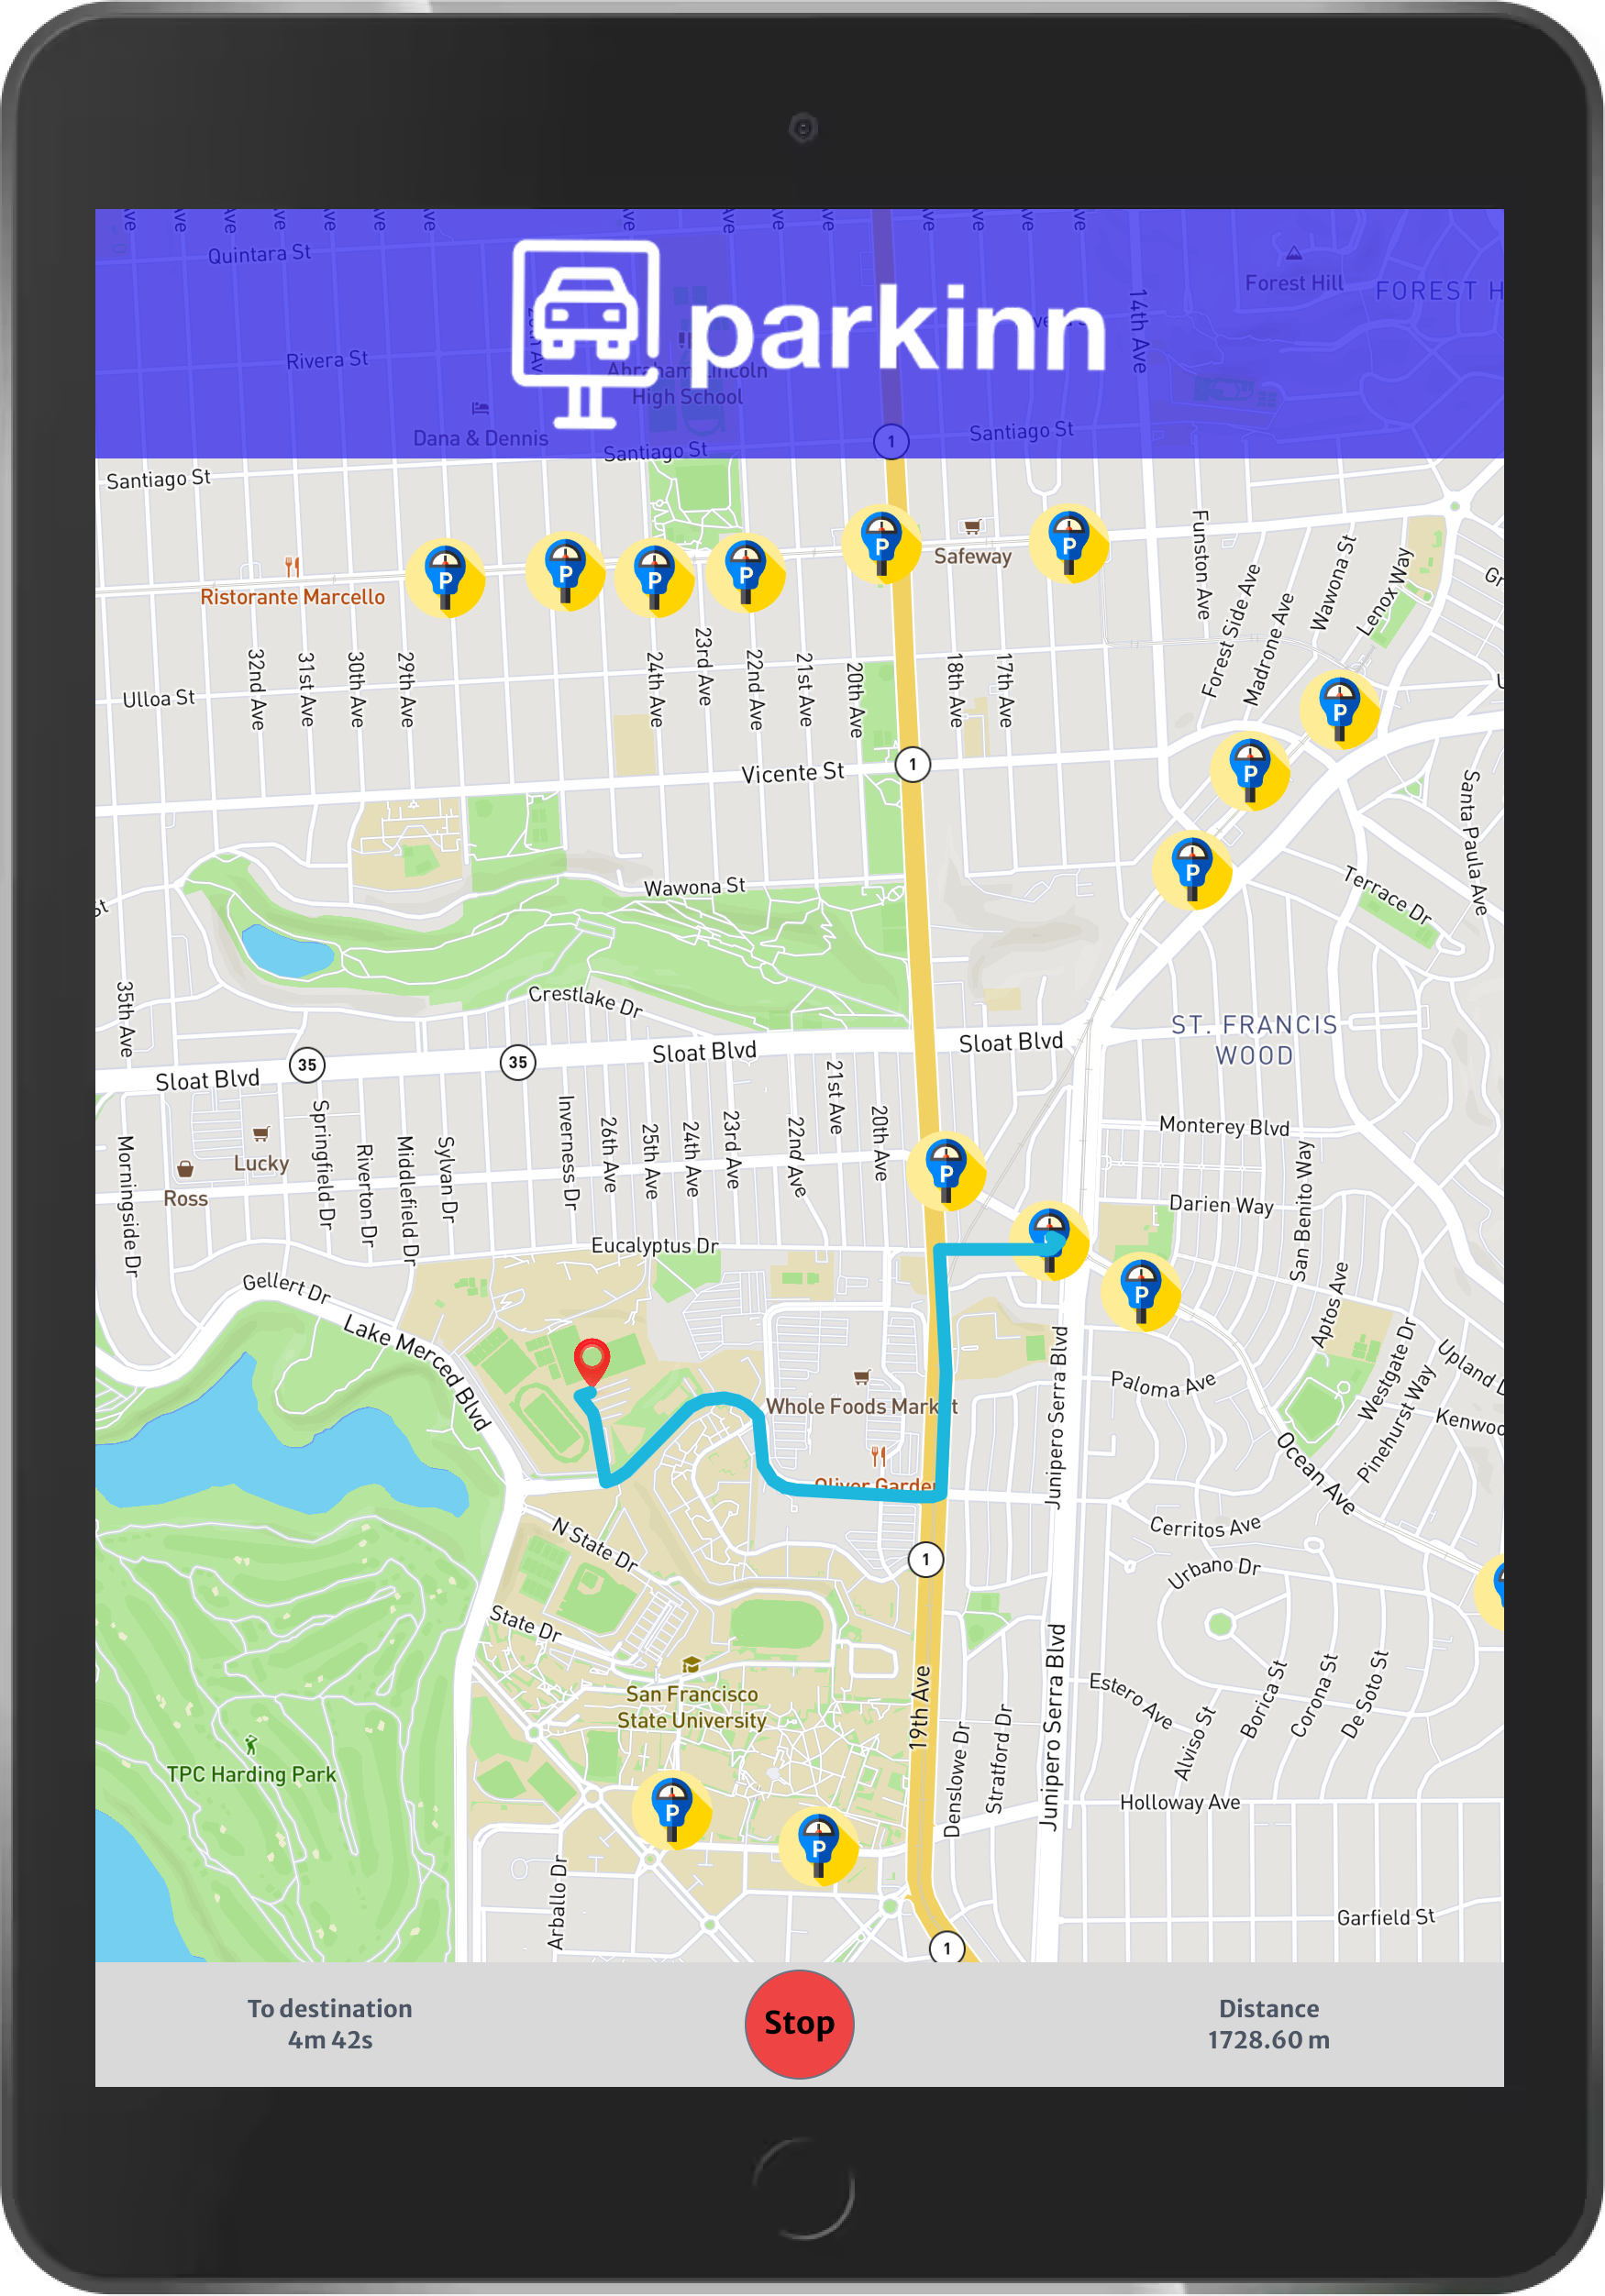 Quintara St
Forest Hill
FOREST H
14th Ave
parkinn
Rivera St
Abraham Lincoln
High School
Dana & Dennis
Santiago St
Santiago St
1
Santiago St
P
P
P
P
P
P
Safeway
Ristorante Marcello
Funston Ave
Forest Side Ave
Madrone Ave
Wawona St
Lenox Way
32nd Ave
31st Ave
30th Ave
29th Ave
24th Ave
23rd Ave
22nd Ave
21st Ave
20th Ave
18th Ave
17th Ave
Ulloa St
P
P
P
Vicente St
1
Santa Paula Ave
Terrace Dr
Wawona St
Crestlake Dr
35th Ave
Sloat Blvd
35
35
Sloat Blvd
Sloat Blvd
ST. FRANCIS
WOOD
Morningside Dr
Ross
Lucky
Springfield Dr
Riverton Dr
Middlefield Dr
Sylvan Dr
Inverness Dr
26th Ave
25th Ave
24th Ave
23rd Ave
22nd Ave
21st Ave
20th Ave
P
Monterey Blvd
Darien Way
San Benito Way
Eucalyptus Dr
P
Gellert Dr
Lake Merced Blvd
Whole Foods Market
Junipero Serra Blvd
Paloma Ave
Aptos Ave
Westgate Dr
Pinehurst Way
Upland D
Kenwoo
Ocean Ave
Cerritos Ave
Urbano Dr
N State Dr
1
State Dr
San Francisco
State University
19th Ave
Denslowe Dr
Stratford Dr
Junipero Serra Blvd
Estero Ave
Alviso St
Borica St
Corona St
De Soto St
TPC Harding Park
Holloway Ave
P
P
Arballo Dr
Garfield St
1
To destination
4m 42s
Stop
Distance
1728.60 m